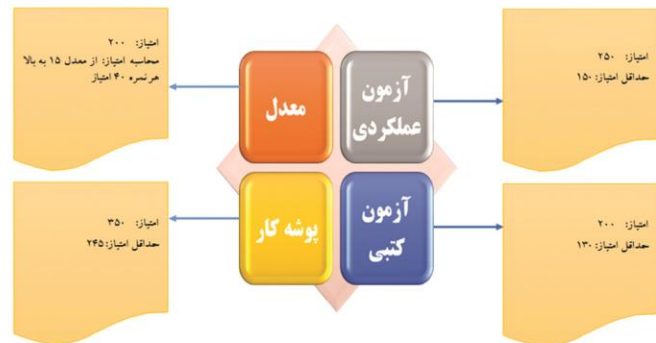 امتیاز: ۲۵۰
حداقل امتیاز: ۱۵۰
آزمون
عملکردی
معدل
امتیاز: ۲۰۰
محاسبه امتیاز: از معدل ۱۵ به بالا
هر نمره ۴۰ امتیاز
امتیاز: ۲۰۰
حداقل امتیاز: ۱۳۰
آزمون
کتبی
پوشه کار
امتیاز: ۳۵۰
حداقل امتیاز: ۲۴۵